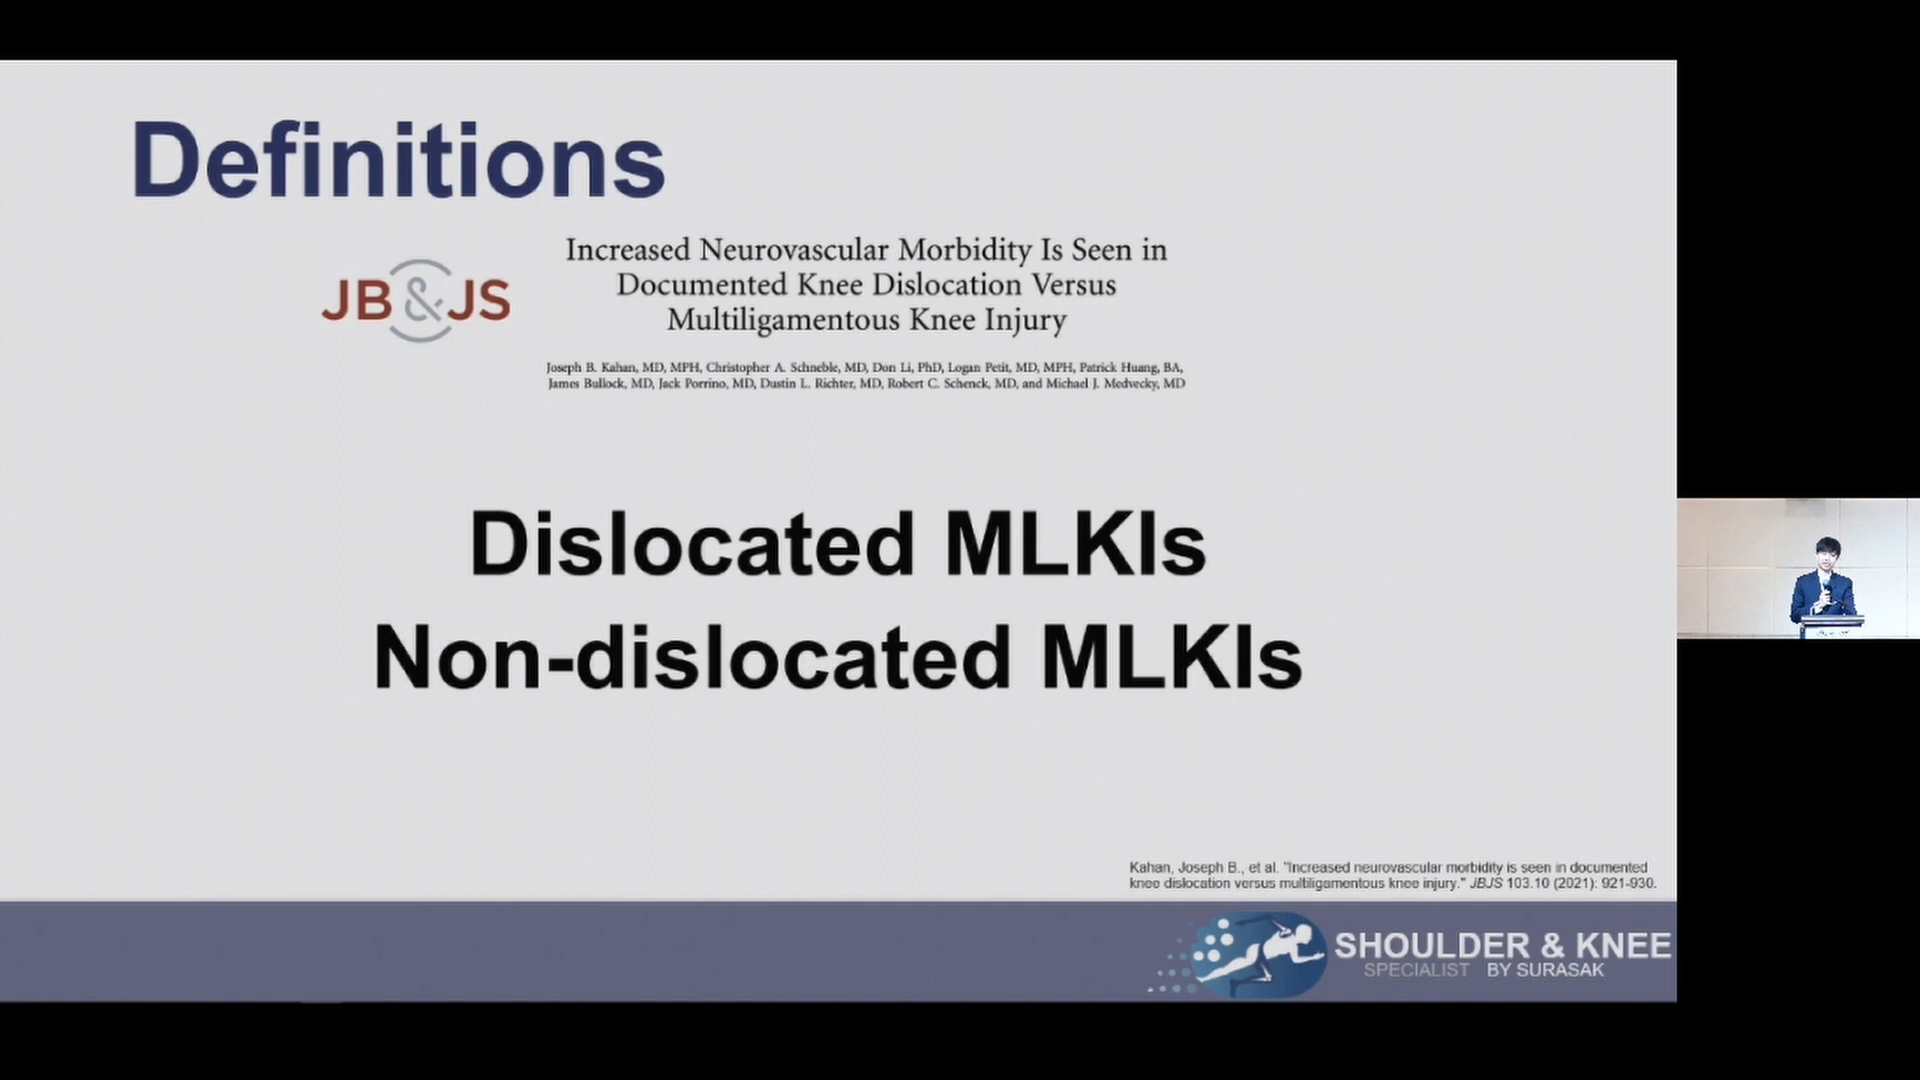 Definitions
JB&JS
Increased Neurovascular Morbidity Is Seen in
Documented Knee Dislocation Versus
Multiligamentous Knee Injury
Joseph B. Kahan, MD, MPH, Christopher A. Schneble, MD, Don Li, PhD, Logan Petit, MD, MPH, Patrick Huang, BA,
James Bullock, MD, Jack Porrino, MD, Dustin L. Richter, MD, Robert C. Schenck, MD, and Michael J. Medvecky, MD
Dislocated MLKIs
Non-dislocated MLKIs
Kahan, Joseph B., et al. "Increased neurovascular morbidity is seen in documented
knee dislocation versus multiligamentous knee injury." JBJS 103.10 (2021): 921-930.
SHOULDER & KNEE
SPECIALIST BY SURASAK